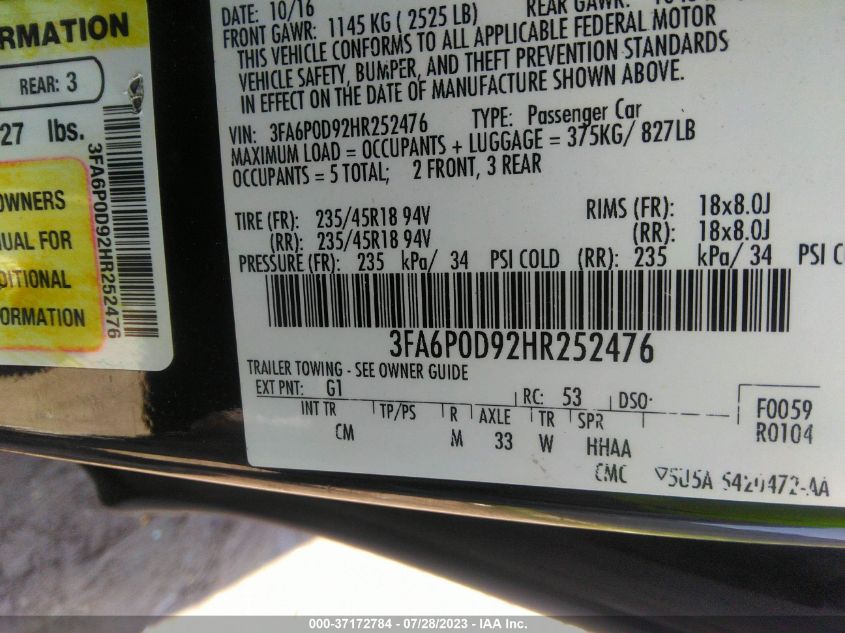 RMATION
REAR: 3
27 lbs.
OWNERS
UAL FOR
DITIONAL
FORMATION
3FA6P0D92HR252476
DATE: 10/16
REAR GAWR:
FRONT GAWR: 1145 KG ( 2525 LB)
THIS VEHICLE CONFORMS TO ALL APPLICABLE FEDERAL MOTOR
VEHICLE SAFETY, BUMPER, AND THEFT PREVENTION STANDARDS
IN EFFECT ON THE DATE OF MANUFACTURE SHOWN ABOVE.
VIN: 3FA6P0D92HR252476 TYPE: Passenger Car
MAXIMUM LOAD = OCCUPANTS + LUGGAGE = 375KG/ 827LB
OCCUPANTS = 5 TOTAL; 2 FRONT, 3 REAR
TIRE (FR): 235/45R18 94V RIMS (FR): 18x8.0J
(RR): 235/45R18 94V (RR): 18x8.0J
PRESSURE (FR): 235 kPa/ 34 PSI COLD (RR): 235 kPa/ 34 PSI C
3FA6P0D92HR252476
TRAILER TOWING - SEE OWNER GUIDE
EXT PNT: G1 RC: 53 DSO:
INT TR TP/PS R AXLE TR SPR
CM M 33 W HHAA
F0059
R0104
CMC
000-37172784 / 07/28/2023 - IAA Inc.